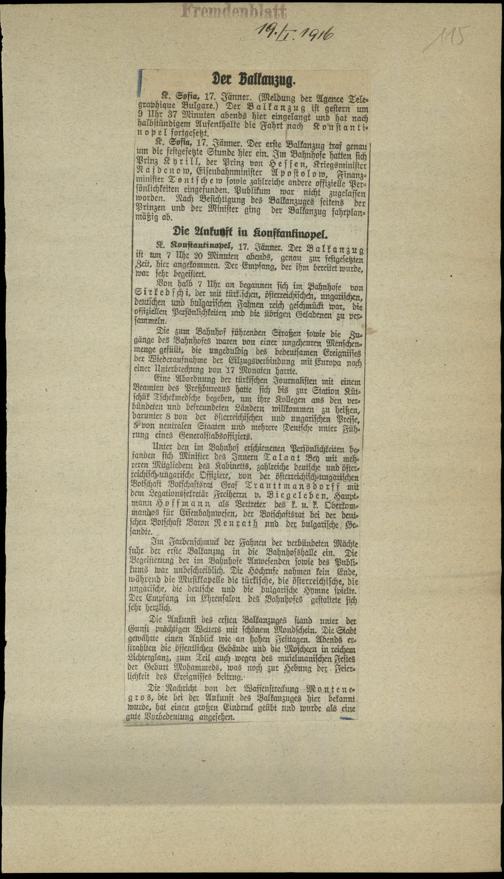 Fremdenblatt
19./I. 1916
115
Der Balkanzug.
K. Sofia, 17. Jänner. (Meldung der Agence Tele-
graphique Bulgare.) Der Balkanzug ist gestern um
9 Uhr 37 Minuten abends hier eingelangt und hat nach
halbstündigem Aufenthalte die Fahrt nach Konstanti-
nopel fortgesetzt.
K. Sofia, 17. Jänner. Der erste Balkanzug traf genau
um die festgesetzte Stunde hier ein. Im Bahnhofe hatten sich
Prinz Kyrill, der Prinz von Hessen, Kriegsminister
Najdenow, Eisenbahnminister Apostolow, Finanz-
minister Tontschew sowie zahlreiche andere offizielle Per-
sönlichkeiten eingefunden. Publikum war nicht zugelassen
worden. Nach Besichtigung des Balkanzuges seitens der
Prinzen und der Minister ging der Balkanzug fahrplan-
mäßig ab.
Die Ankunft in Konstantinopel.
K. Konstantinopel, 17. Jänner. Der Balkanzug
ist um 7 Uhr 20 Minuten abends, genau zur festgesetzten
Zeit, hier angekommen. Der Empfang, der ihm bereitet wurde,
war sehr begeistert.
Von halb 7 Uhr an begannen sich im Bahnhofe von
Sirkedschi, der mit türkischen, österreichischen, ungarischen,
deutschen und bulgarischen Fahnen reich geschmückt war, die
offiziellen Persönlichkeiten und die übrigen Geladenen zu ver-
sammeln.
Die zum Bahnhof führenden Straßen sowie die Zu-
gänge des Bahnhofes waren von einer ungeheuren Menschen-
menge gefüllt, die ungeduldig des bedeutsamen Ereignisses
der Wiederaufnahme der Eilzugsverbindung mit Europa nach
einer Unterbrechung von 17 Monaten harrte.
Eine Abordnung der türkischen Journalisten mit einem
Beamten des Preßbureaus hatte sich bis zur Station Küt-
schük Tschekmedsche begeben, um ihre Kollegen aus den ver-
bündeten und befreundeten Ländern willkommen zu heißen,
darunter 8 von der österreichischen und ungarischen Presse,
von neutralen Staaten und mehrere Deutsche unter Füh-
rung eines Generalstabsoffiziers.
Unter den im Bahnhof erschienenen Persönlichkeiten be-
fanden sich Minister des Innern Talaat Bey mit meh-
reren Mitgliedern des Kabinetts, zahlreiche deutsche und öster-
reichisch-ungarische Offiziere, von der österreichisch-ungarischen
Botschaft Botschaftsrat Graf Trauttmansdorff mit
dem Legationssekretär Freiherrn v. Biegeleben, Haupt-
mann Hoffmann als Vertreter des k. u. k. Oberkom-
mandos für Eisenbahnwesen, der Botschaftsrat bei der deut-
schen Botschaft Baron Neurath und der bulgarische Ge-
sandte.
Im Farbenschmuck der Fahnen der verbündeten Mächte
fuhr der erste Balkanzug in die Bahnhofshalle ein. Die
Begeisterung der im Bahnhofe Anwesenden sowie des Publi-
kums war unbeschreiblich. Die Hochrufe nahmen kein Ende,
während die Musikkapelle die türkische, die österreichische, die
ungarische, die deutsche und die bulgarische Hymne spielte.
Der Empfang im Ehrensalon des Bahnhofes gestaltete sich
sehr herzlich.
Die Ankunft des ersten Balkanzuges stand unter der
Gunst prächtigen Wetters mit schönem Mondschein. Die Stadt
gewährte einen Anblick wie an hohen Festtagen. Abends er-
strahlten die öffentlichen Gebäude und die Moscheen in reichem
Lichterglanz, zum Teil auch wegen des muselmanischen Festes
der Geburt Mohammeds, was noch zur Hebung der Feier-
lichkeit des Ereignisses beitrug.
Die Nachricht von der Waffenstreckung Montene-
gros, die bei der Ankunft des Balkanzuges hier bekannt
wurde, hat einen großen Eindruck geübt und wurde als eine
gute Vorbedeutung angesehen.